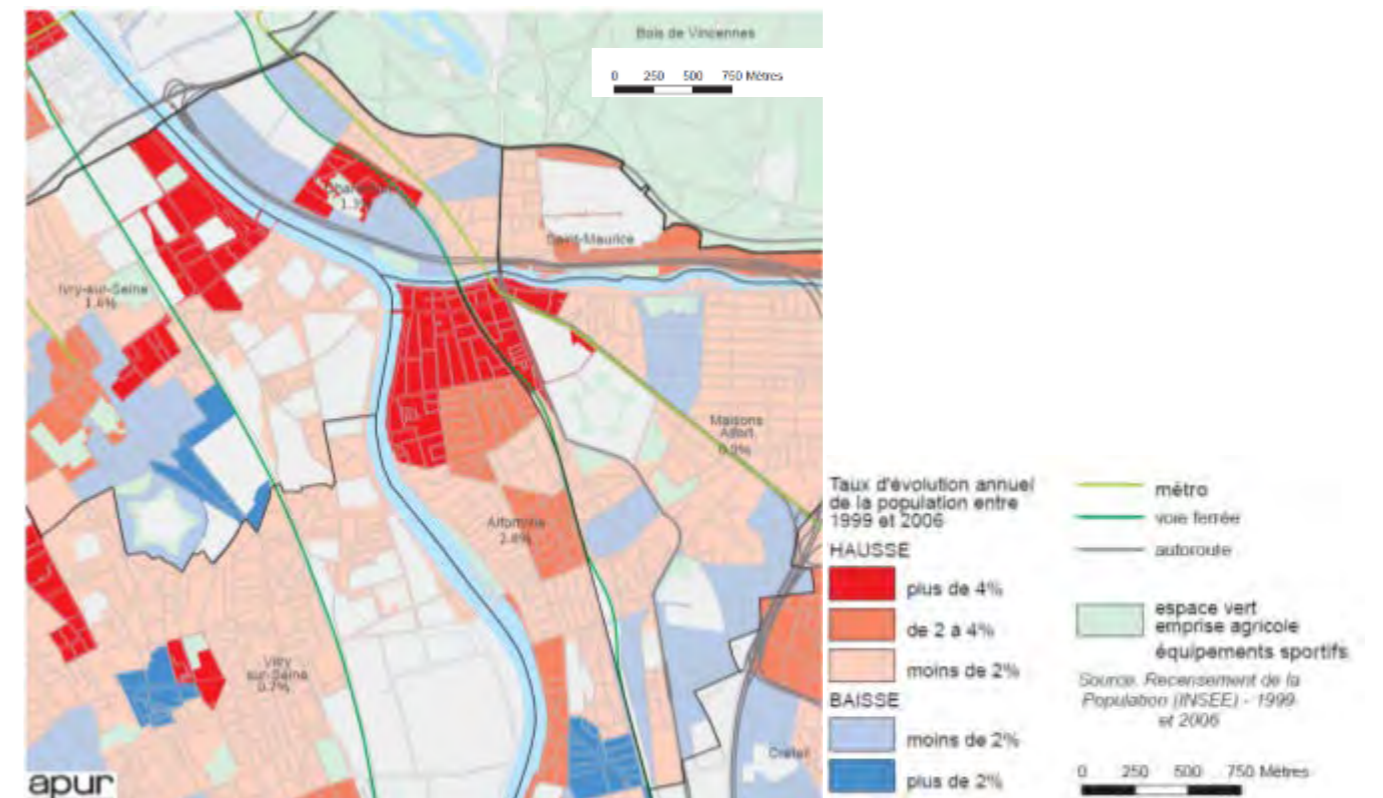 Bois de Vincennes
0 250 500 750 Mètres
1.3%
Saint-Maurice
Ivry-sur-Seine
1.6%
Maisons
Alfort
0.9%
Alfortville
2.8%
Vitry
sur-Seine
0.7%
Créteil
apur
Taux d'évolution annuel
de la population entre
1999 et 2006
HAUSSE
plus de 4%
de 2 à 4%
moins de 2%
BAISSE
moins de 2%
plus de 2%
métro
voie ferrée
autoroute
espace vert
emprise agricole
équipements sportifs
Source. Recensement de la
Population (INSEE) - 1999
et 2006
0 250 500 750 Mètres